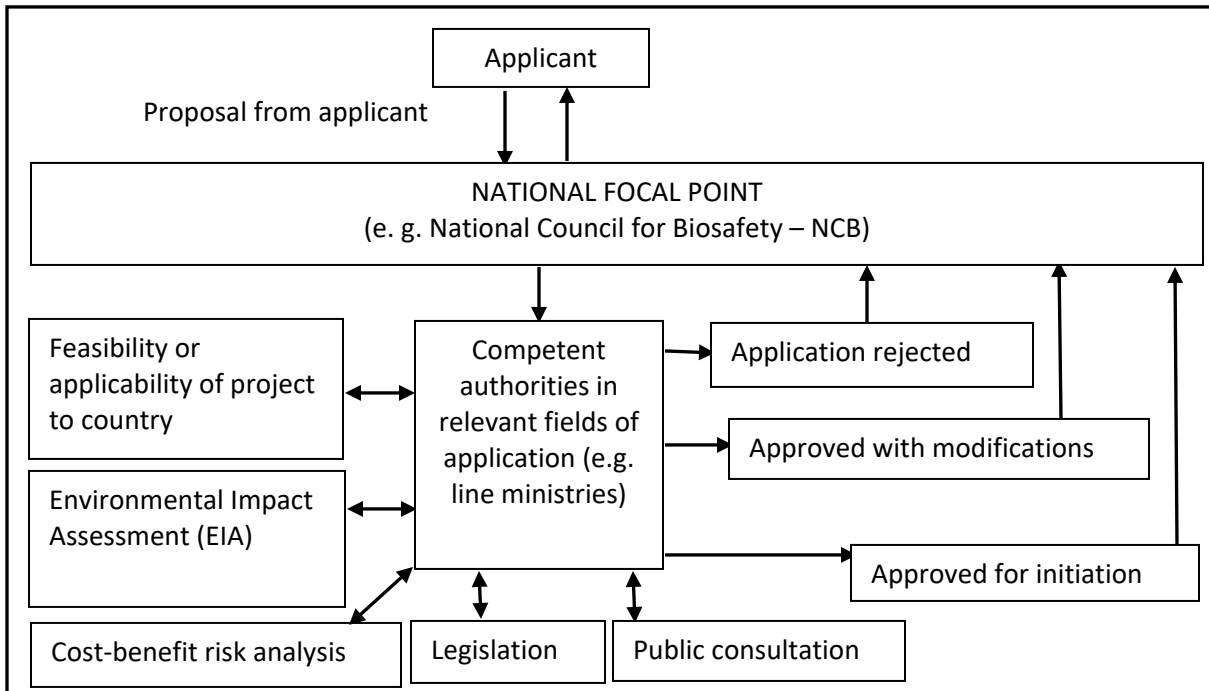 Applicant
Proposal from applicant
NATIONAL FOCAL POINT
(e. g. National Council for Biosafety – NCB)
Feasibility or
applicability of project
to country
Competent
authorities in
relevant fields of
application (e.g.
line ministries)
Application rejected
Approved with modifications
Environmental Impact
Assessment (EIA)
Approved for initiation
Cost-benefit risk analysis
Legislation
Public consultation